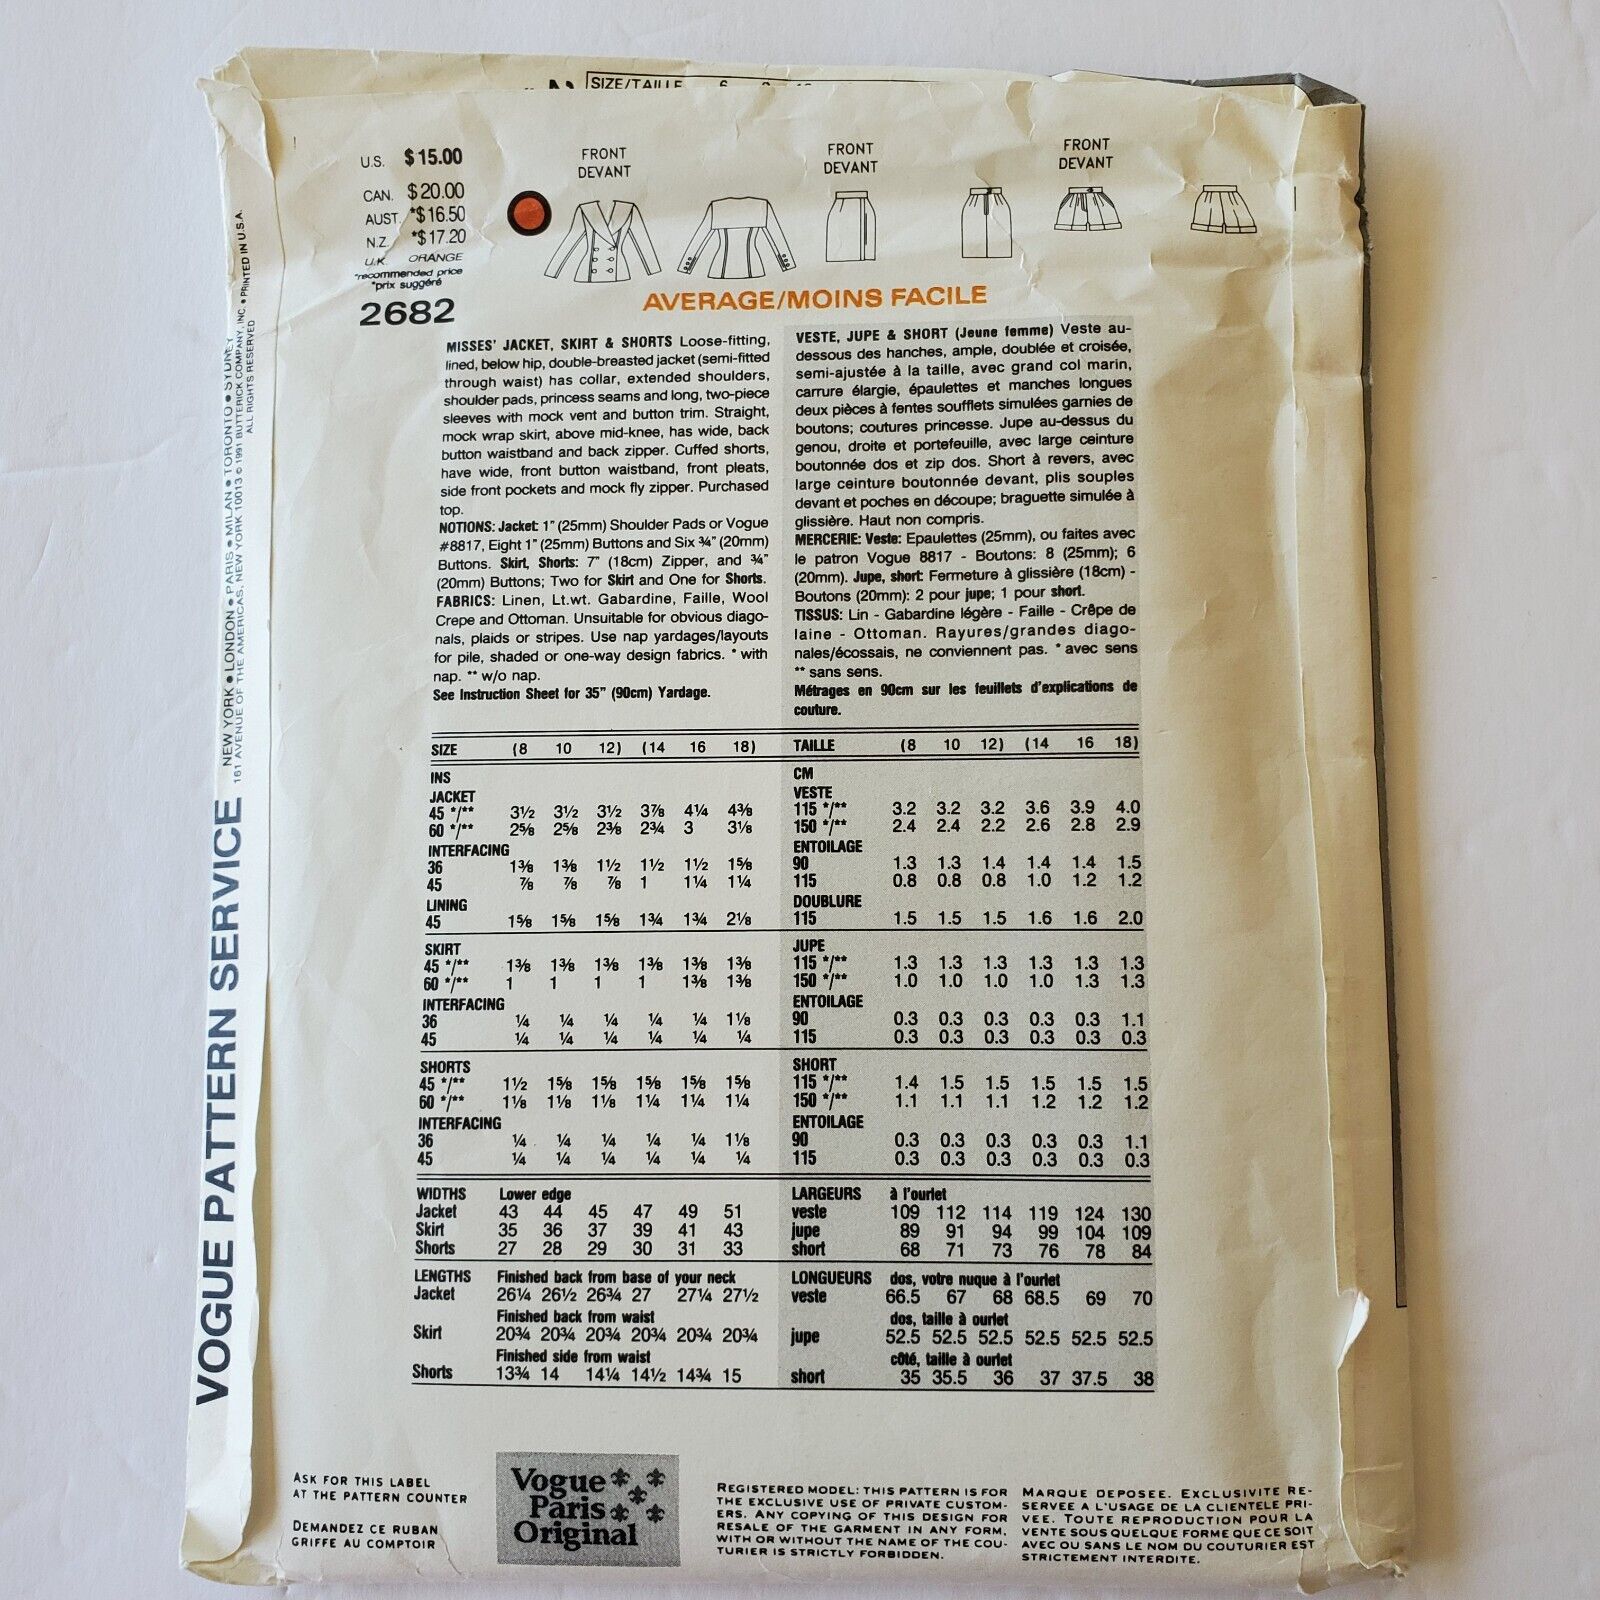 SIZE/TAILLE 6
U.S. $15.00
CAN. $20.00
AUST. *$16.50
N.Z. *$17.20
U.K. ORANGE
*recommended price
*prix suggéré
2682
FRONT
DEVANT
FRONT
DEVANT
FRONT
DEVANT
AVERAGE/MOINS FACILE
MISSES' JACKET, SKIRT & SHORTS Loose-fitting,
lined, below hip, double-breasted jacket (semi-fitted
through waist) has collar, extended shoulders,
shoulder pads, princess seams and long, two-piece
sleeves with mock vent and button trim. Straight,
mock wrap skirt, above mid-knee, has wide, back
button waistband and back zipper. Cuffed shorts,
have wide, front button waistband, front pleats,
side front pockets and mock fly zipper. Purchased
top.
NOTIONS: Jacket: 1" (25mm) Shoulder Pads or Vogue
#8817, Eight 1" (25mm) Buttons and Six ¾" (20mm)
Buttons. Skirt, Shorts: 7" (18cm) Zipper, and ¾"
(20mm) Buttons; Two for Skirt and One for Shorts.
FABRICS: Linen, Lt.wt. Gabardine, Faille, Wool
Crepe and Ottoman. Unsuitable for obvious diago-
nals, plaids or stripes. Use nap yardages/layouts
for pile, shaded or one-way design fabrics. * with
nap. ** w/o nap.
See Instruction Sheet for 35" (90cm) Yardage.
VESTE, JUPE & SHORT (Jeune femme) Veste au-
dessous des hanches, ample, doublée et croisée,
semi-ajustée à la taille, avec grand col marin,
carrure élargie, épaulettes et manches longues
deux pièces à fentes soufflets simulées garnies de
boutons; coutures princesse. Jupe au-dessus du
genou, droite et portefeuille, avec large ceinture
boutonnée dos et zip dos. Short à revers, avec
large ceinture boutonnée devant, plis souples
devant et poches en découpe; braguette simulée à
glissière. Haut non compris.
MERCERIE: Veste: Epaulettes (25mm), ou faites avec
le patron Vogue 8817 - Boutons: 8 (25mm); 6
(20mm). Jupe, short: Fermeture à glissière (18cm) -
Boutons (20mm): 2 pour jupe; 1 pour short.
TISSUS: Lin - Gabardine légère - Faille - Crêpe de
laine - Ottoman. Rayures/grandes diago-
nales/écossais, ne conviennent pas. * avec sens
** sans sens.
Métrages en 90cm sur les feuillets d'explications de
couture.
SIZE (8 10 12) (14 16 18)
INS
JACKET
45 */** 3½ 3½ 3½ 3⅞ 4¼ 4⅜
60 */** 2⅝ 2⅝ 2⅜ 2¾ 3 3⅛
INTERFACING
36 1⅜ 1⅜ 1½ 1½ 1½ 1⅝
45 ⅞ ⅞ ⅞ 1 1¼ 1¼
LINING
45 1⅝ 1⅝ 1⅝ 1¾ 1¾ 2⅛
SKIRT
45 */** 1⅜ 1⅜ 1⅜ 1⅜ 1⅜ 1⅜
60 */** 1 1 1 1 1⅜ 1⅜
INTERFACING
36 ¼ ¼ ¼ ¼ ¼ 1⅛
45 ¼ ¼ ¼ ¼ ¼ ¼
SHORTS
45 */** 1½ 1⅝ 1⅝ 1⅝ 1⅝ 1⅝
60 */** 1⅛ 1⅛ 1⅛ 1¼ 1¼ 1¼
INTERFACING
36 ¼ ¼ ¼ ¼ ¼ 1⅛
45 ¼ ¼ ¼ ¼ ¼ ¼
WIDTHS Lower edge
Jacket 43 44 45 47 49 51
Skirt 35 36 37 39 41 43
Shorts 27 28 29 30 31 33
LENGTHS Finished back from base of your neck
Jacket 26¼ 26½ 26¾ 27 27¼ 27½
Finished back from waist
Skirt 20¾ 20¾ 20¾ 20¾ 20¾ 20¾
Finished side from waist
Shorts 13¾ 14 14¼ 14½ 14¾ 15
TAILLE (8 10 12) (14 16 18)
CM
VESTE
115 */** 3.2 3.2 3.2 3.6 3.9 4.0
150 */** 2.4 2.4 2.2 2.6 2.8 2.9
ENTOILAGE
90 1.3 1.3 1.4 1.4 1.4 1.5
115 0.8 0.8 0.8 1.0 1.2 1.2
DOUBLURE
115 1.5 1.5 1.5 1.6 1.6 2.0
JUPE
115 */** 1.3 1.3 1.3 1.3 1.3 1.3
150 */** 1.0 1.0 1.0 1.0 1.3 1.3
ENTOILAGE
90 0.3 0.3 0.3 0.3 0.3 1.1
115 0.3 0.3 0.3 0.3 0.3 0.3
SHORT
115 */** 1.4 1.5 1.5 1.5 1.5 1.5
150 */** 1.1 1.1 1.1 1.2 1.2 1.2
ENTOILAGE
90 0.3 0.3 0.3 0.3 0.3 1.1
115 0.3 0.3 0.3 0.3 0.3 0.3
LARGEURS à l'ourlet
veste 109 112 114 119 124 130
jupe 89 91 94 99 104 109
short 68 71 73 76 78 84
LONGUEURS dos, votre nuque à l'ourlet
veste 66.5 67 68 68.5 69 70
dos, taille à ourlet
jupe 52.5 52.5 52.5 52.5 52.5 52.5
côté, taille à ourlet
short 35 35.5 36 37 37.5 38
ASK FOR THIS LABEL
AT THE PATTERN COUNTER
DEMANDEZ CE RUBAN
GRIFFE AU COMPTOIR
Vogue
Paris
Original
REGISTERED MODEL: THIS PATTERN IS FOR
THE EXCLUSIVE USE OF PRIVATE CUSTOM-
ERS. ANY COPYING OF THIS DESIGN FOR
RESALE OF THE GARMENT IN ANY FORM,
WITH OR WITHOUT THE NAME OF THE COU-
TURIER IS STRICTLY FORBIDDEN.
MARQUE DEPOSEE. EXCLUSIVITE RE-
SERVEE A L'USAGE DE LA CLIENTELE PRI-
VEE. TOUTE REPRODUCTION POUR LA
VENTE SOUS QUELQUE FORME QUE CE SOIT
AVEC OU SANS LE NOM DU COUTURIER EST
STRICTEMENT INTERDITE.
VOGUE PATTERN SERVICE
NEW YORK • LONDON • PARIS • MILAN • TORONTO • SYDNEY
161 AVENUE OF THE AMERICAS, NEW YORK 10013 © 1991 BUTTERICK COMPANY, INC. • PRINTED IN U.S.A.
ALL RIGHTS RESERVED